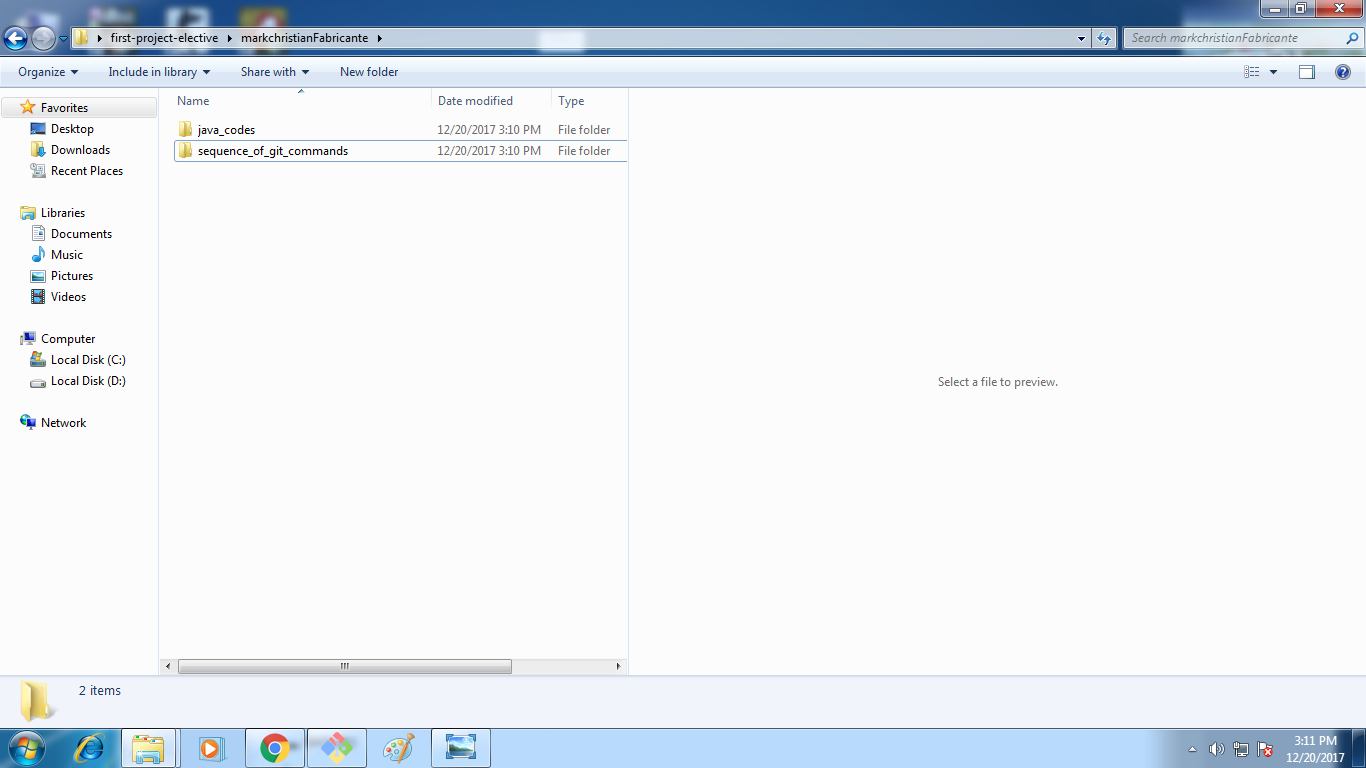 first-project-elective markchristianFabricante
Search markchristianFabricante
Organize Include in library Share with New folder
Name Date modified Type
Favorites
Desktop
Downloads
Recent Places
Libraries
Documents
Music
Pictures
Videos
Computer
Local Disk (C:)
Local Disk (D:)
Network
java_codes 12/20/2017 3:10 PM File folder
sequence_of_git_commands 12/20/2017 3:10 PM File folder
Select a file to preview.
2 items
3:11 PM
12/20/2017